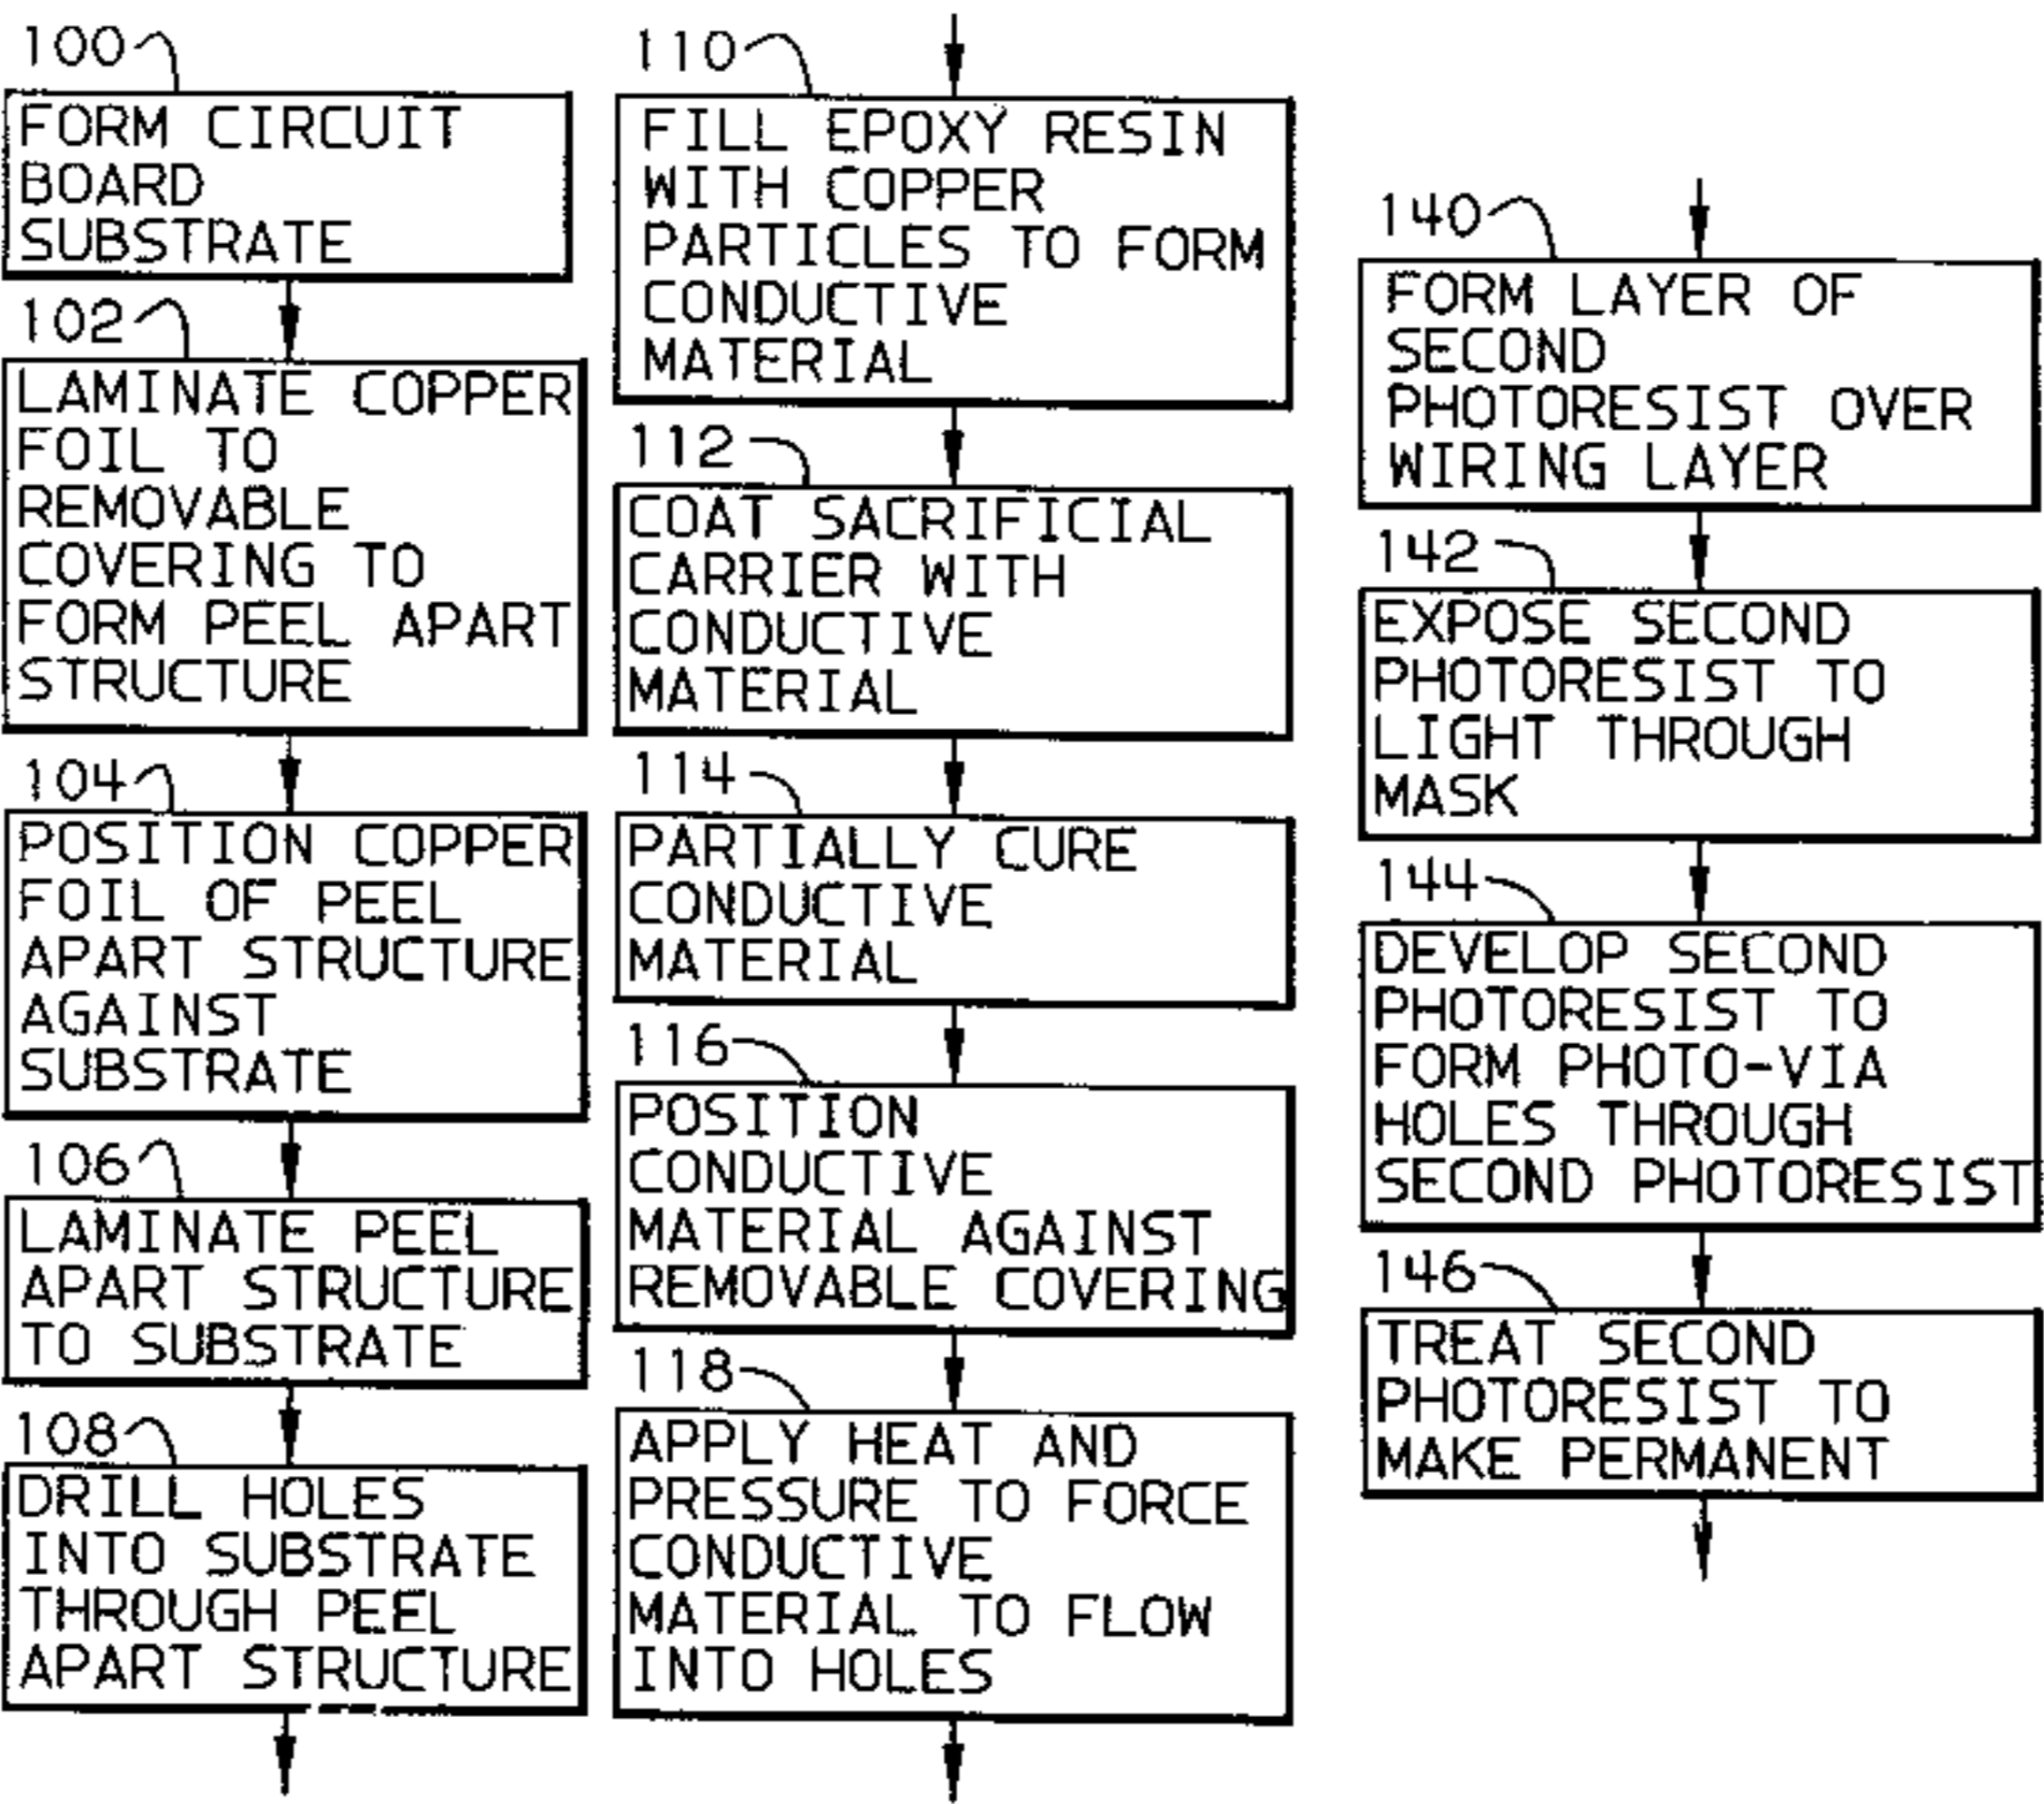 100
FORM CIRCUIT
BOARD
SUBSTRATE
102
LAMINATE COPPER
FOIL TO
REMOVABLE
COVERING TO
FORM PEEL APART
STRUCTURE
104
POSITION COPPER
FOIL OF PEEL
APART STRUCTURE
AGAINST
SUBSTRATE
106
LAMINATE PEEL
APART STRUCTURE
TO SUBSTRATE
108
DRILL HOLES
INTO SUBSTRATE
THROUGH PEEL
APART STRUCTURE
110
FILL EPOXY RESIN
WITH COPPER
PARTICLES TO FORM
CONDUCTIVE
MATERIAL
112
COAT SACRIFICIAL
CARRIER WITH
CONDUCTIVE
MATERIAL
114
PARTIALLY CURE
CONDUCTIVE
MATERIAL
116
POSITION
CONDUCTIVE
MATERIAL AGAINST
REMOVABLE COVERING
118
APPLY HEAT AND
PRESSURE TO FORCE
CONDUCTIVE
MATERIAL TO FLOW
INTO HOLES
140
FORM LAYER OF
SECOND
PHOTORESIST OVER
WIRING LAYER
142
EXPOSE SECOND
PHOTORESIST TO
LIGHT THROUGH
MASK
144
DEVELOP SECOND
PHOTORESIST TO
FORM PHOTO-VIA
HOLES THROUGH
SECOND PHOTORESIST
146
TREAT SECOND
PHOTORESIST TO
MAKE PERMANENT